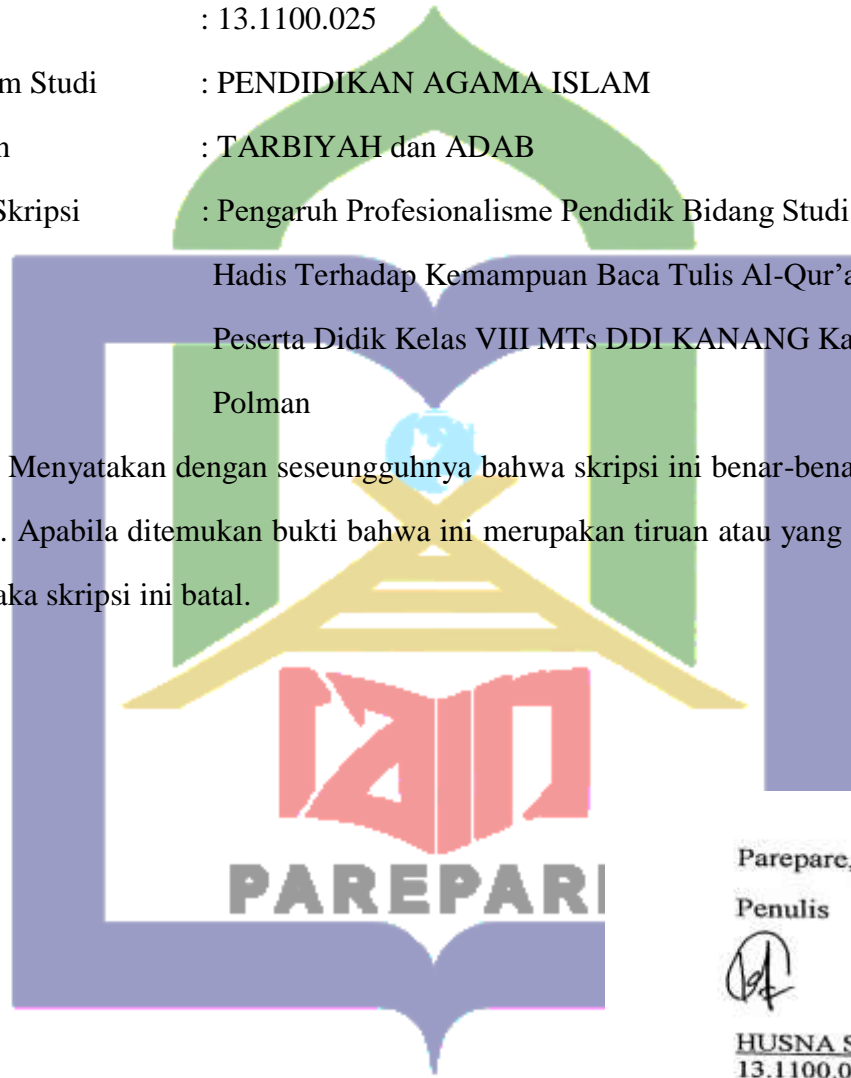 : 13.1100.025
m Studi : PENDIDIKAN AGAMA ISLAM
n : TARBIYAH dan ADAB
Skripsi : Pengaruh Profesionalisme Pendidik Bidang Studi
Hadis Terhadap Kemampuan Baca Tulis Al-Qur’a
Peserta Didik Kelas VIII MTs DDI KANANG Ka
Polman
Menyatakan dengan seseungguhnya bahwa skripsi ini benar-bena
. Apabila ditemukan bukti bahwa ini merupakan tiruan atau yang
aka skripsi ini batal.
IAIN
PAREPAR
Parepare,
Penulis
HUSNA S
13.1100.0